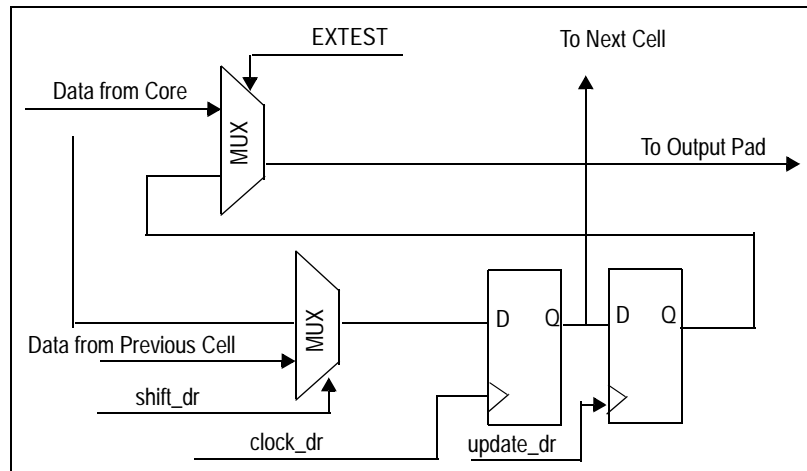 EXTEST
To Next Cell
Data from Core
MUX
To Output Pad
MUX
D Q
D Q
Data from Previous Cell
shift_dr
clock_dr
update_dr